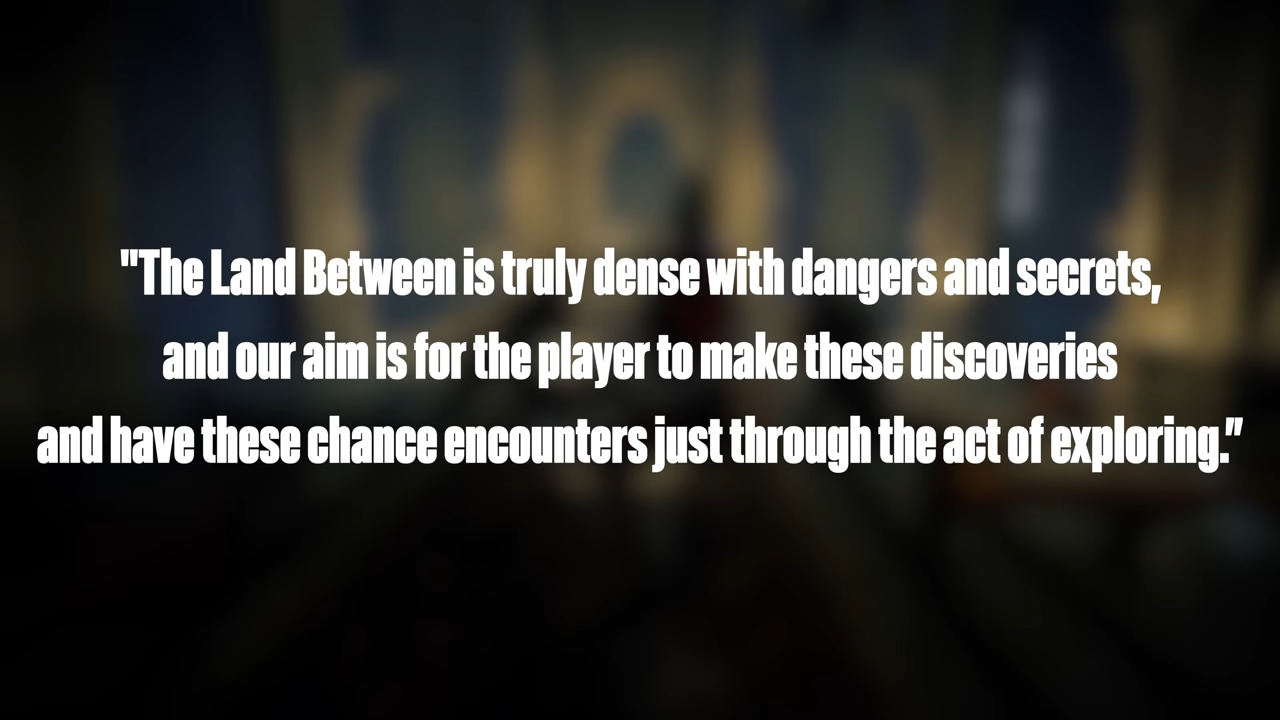 "The Land Between is truly dense with dangers and secrets,
and our aim is for the player to make these discoveries
and have these chance encounters just through the act of exploring.”